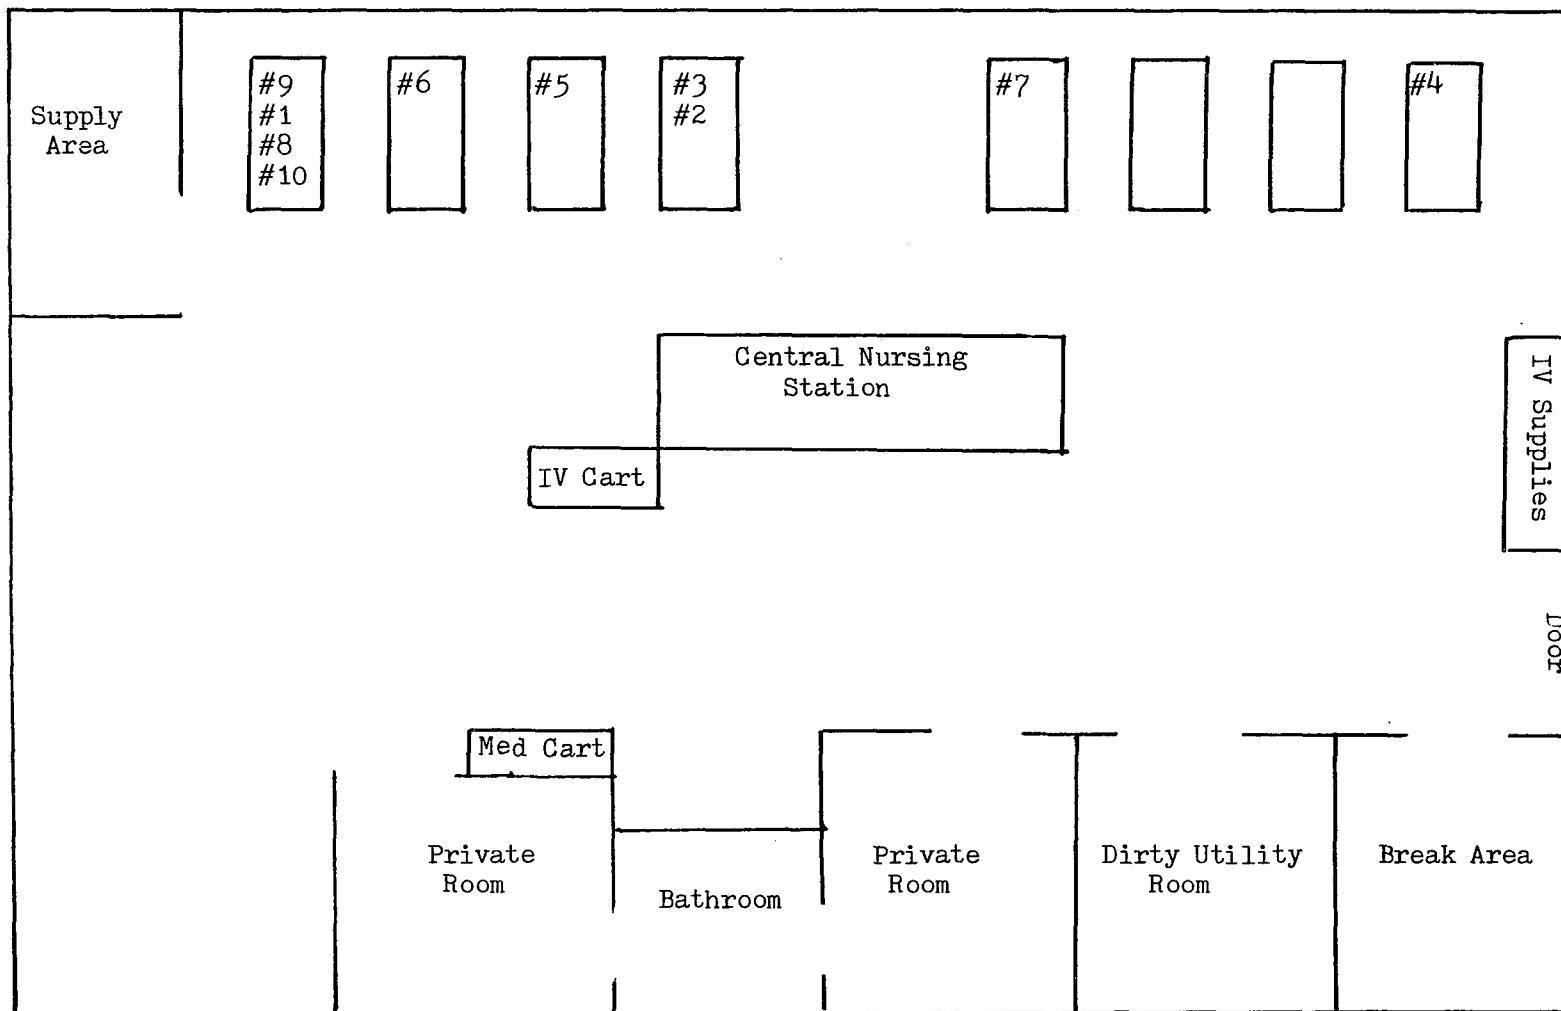 #9
#1
#8
#10
#6
#5
#3
#2
#7
#4
Supply
Area
Central Nursing
Station
IV Cart
IV Supplies
Door
Med Cart
Private
Room
Bathroom
Private
Room
Dirty Utility
Room
Break Area